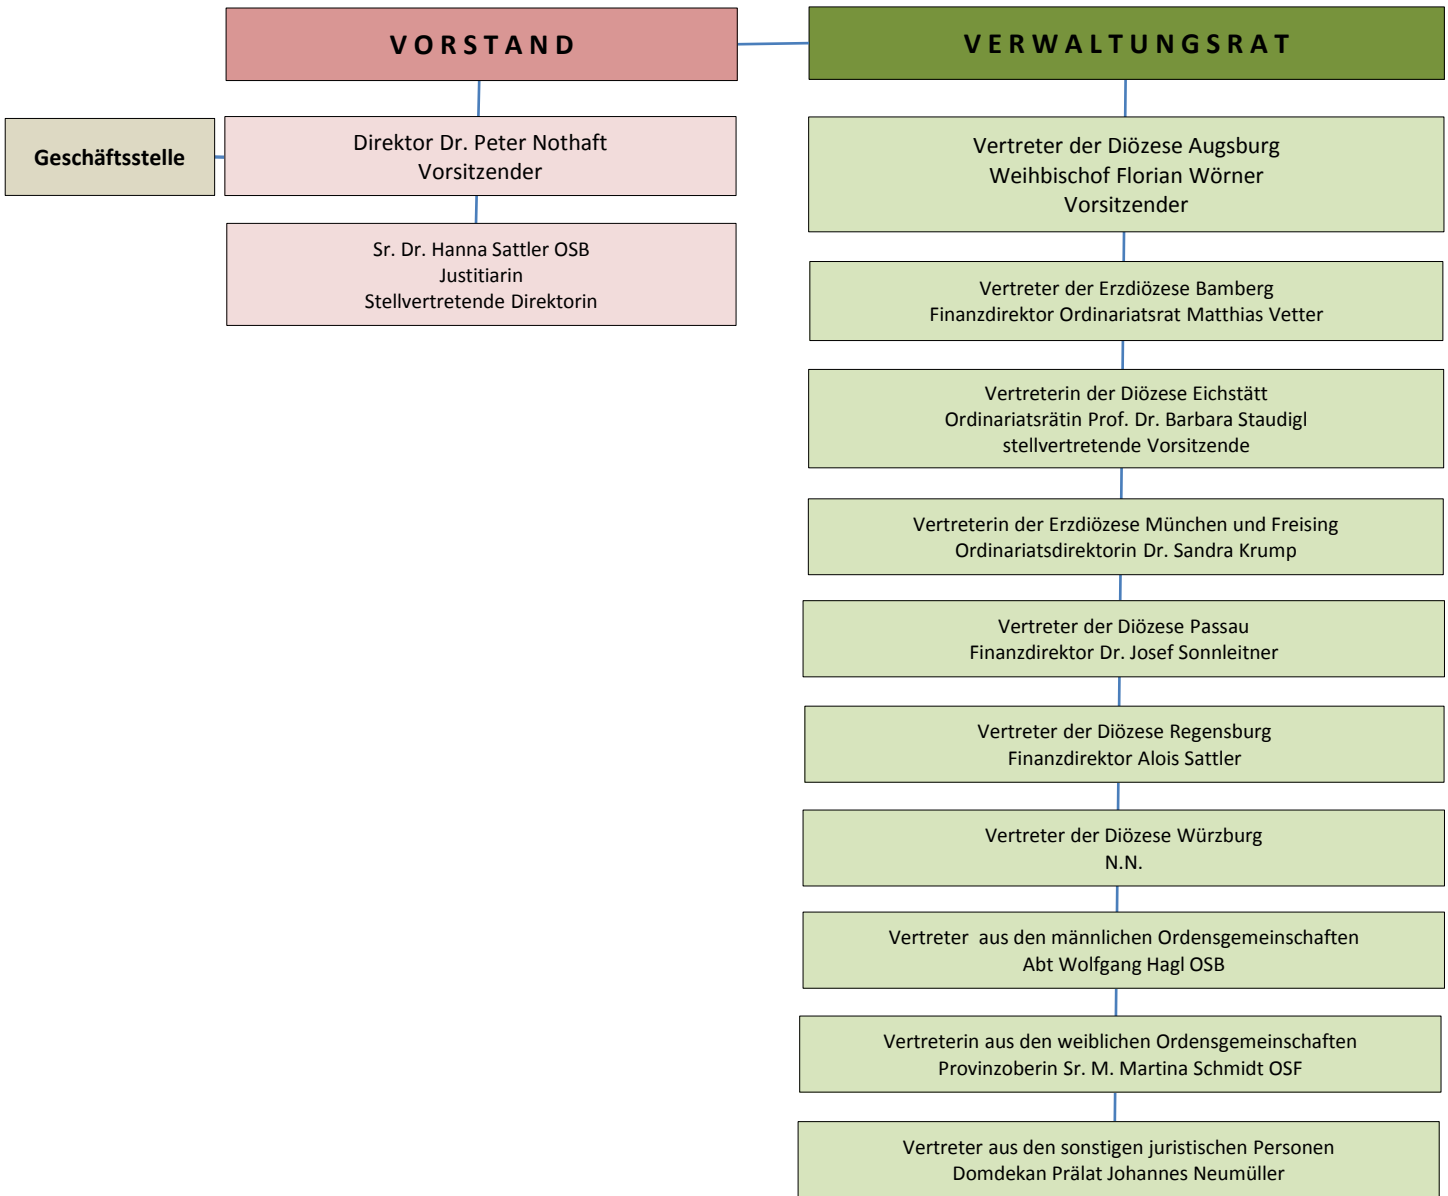 VORSTAND
VERWALTUNGSRAT
Geschäftsstelle
Direktor Dr. Peter Nothaft
Vorsitzender
Sr. Dr. Hanna Sattler OSB
Justitiarin
Stellvertretende Direktorin
Vertreter der Diözese Augsburg
Weihbischof Florian Wörner
Vorsitzender
Vertreter der Erzdiözese Bamberg
Finanzdirektor Ordinariatsrat Matthias Vetter
Vertreterin der Diözese Eichstätt
Ordinariatsrätin Prof. Dr. Barbara Staudigl
stellvertretende Vorsitzende
Vertreterin der Erzdiözese München und Freising
Ordinariatsdirektorin Dr. Sandra Krump
Vertreter der Diözese Passau
Finanzdirektor Dr. Josef Sonnleitner
Vertreter der Diözese Regensburg
Finanzdirektor Alois Sattler
Vertreter der Diözese Würzburg
N.N.
Vertreter aus den männlichen Ordensgemeinschaften
Abt Wolfgang Hagl OSB
Vertreterin aus den weiblichen Ordensgemeinschaften
Provinzoberin Sr. M. Martina Schmidt OSF
Vertreter aus den sonstigen juristischen Personen
Domdekan Prälat Johannes Neumüller